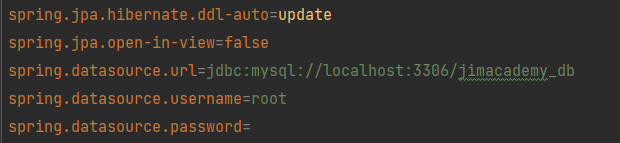 spring.jpa.hibernate.ddl-auto=update
spring.jpa.open-in-view=false
spring.datasource.url=jdbc:mysql://localhost:3306/jimacademy_db
spring.datasource.username=root
spring.datasource.password=